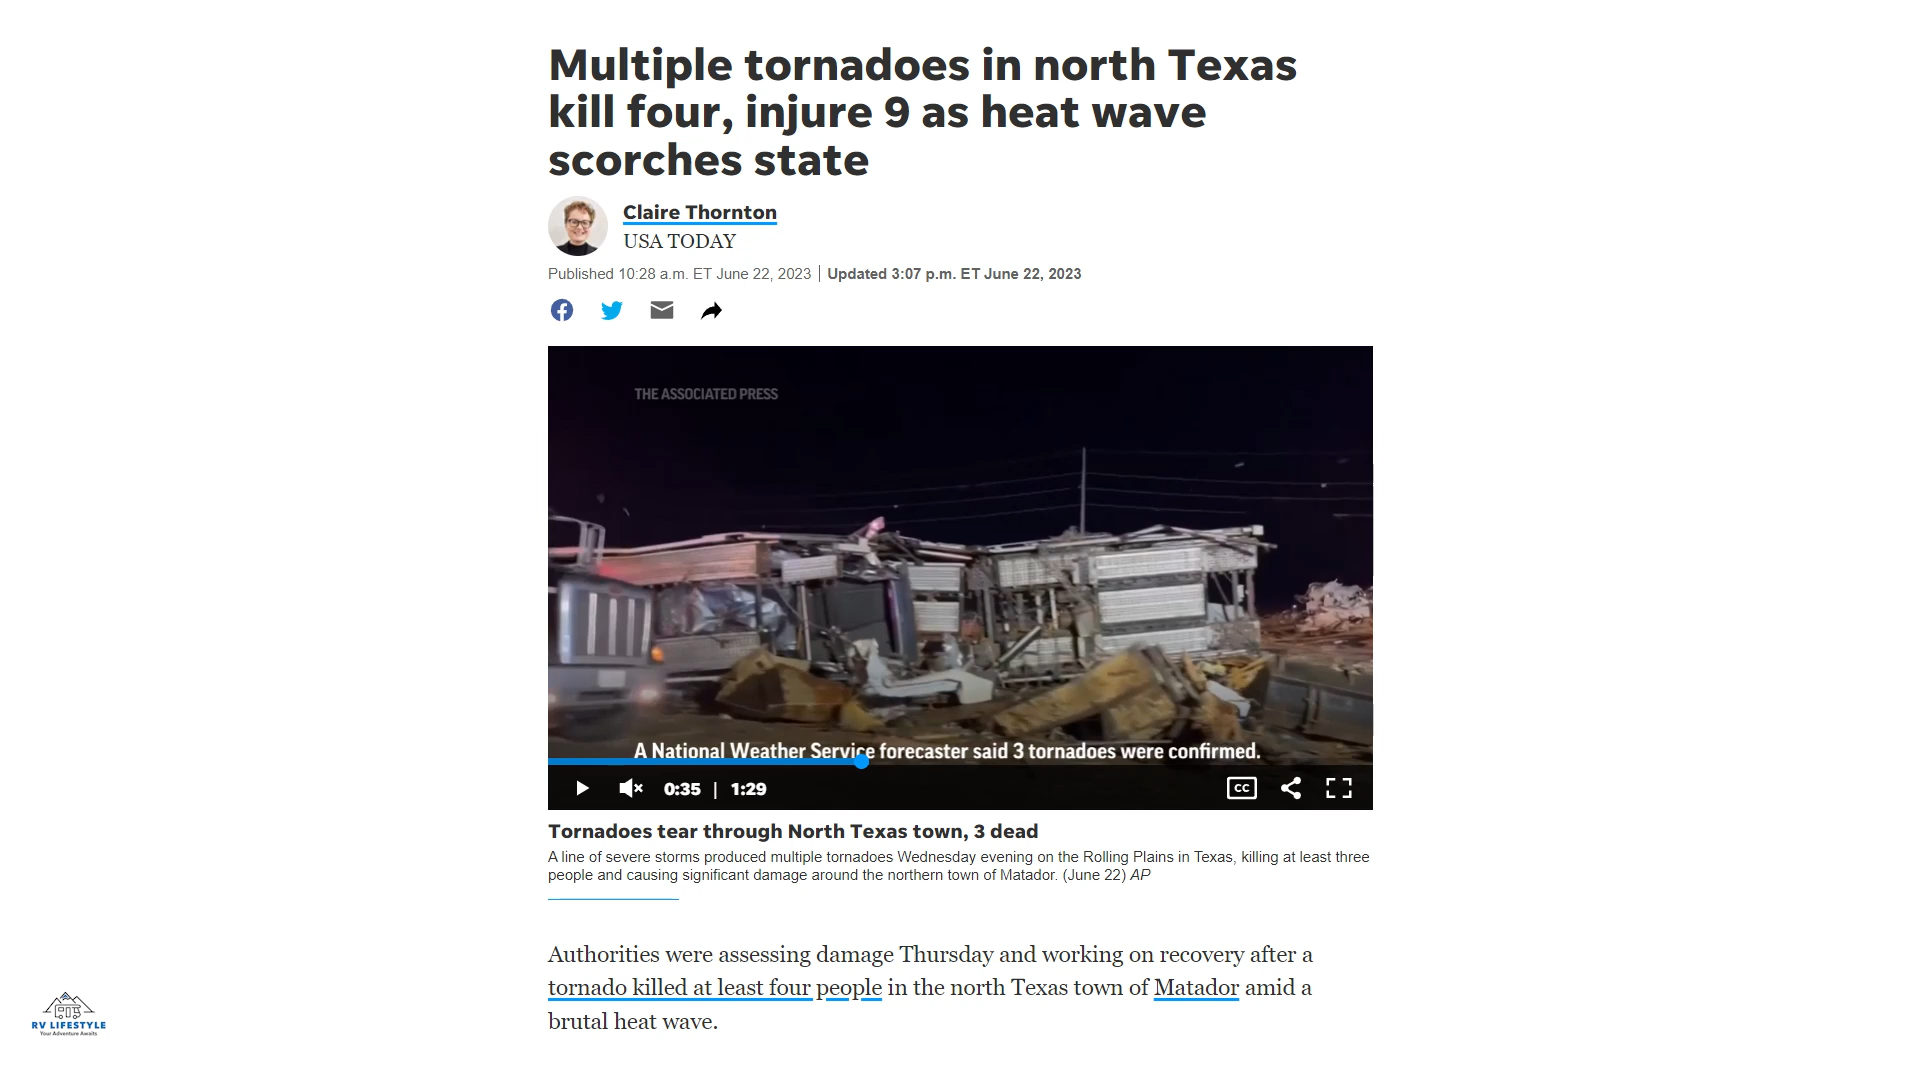 Multiple tornadoes in north Texas
kill four, injure 9 as heat wave
scorches state
Claire Thornton
USA TODAY
Published 10:28 a.m. ET June 22, 2023 | Updated 3:07 p.m. ET June 22, 2023
THE ASSOCIATED PRESS
A National Weather Service forecaster said 3 tornadoes were confirmed.
0:35 | 1:29
CC
Tornadoes tear through North Texas town, 3 dead
A line of severe storms produced multiple tornadoes Wednesday evening on the Rolling Plains in Texas, killing at least three
people and causing significant damage around the northern town of Matador. (June 22) AP
Authorities were assessing damage Thursday and working on recovery after a
tornado killed at least four people in the north Texas town of Matador amid a
brutal heat wave.
RV LIFESTYLE
Your Adventure Awaits